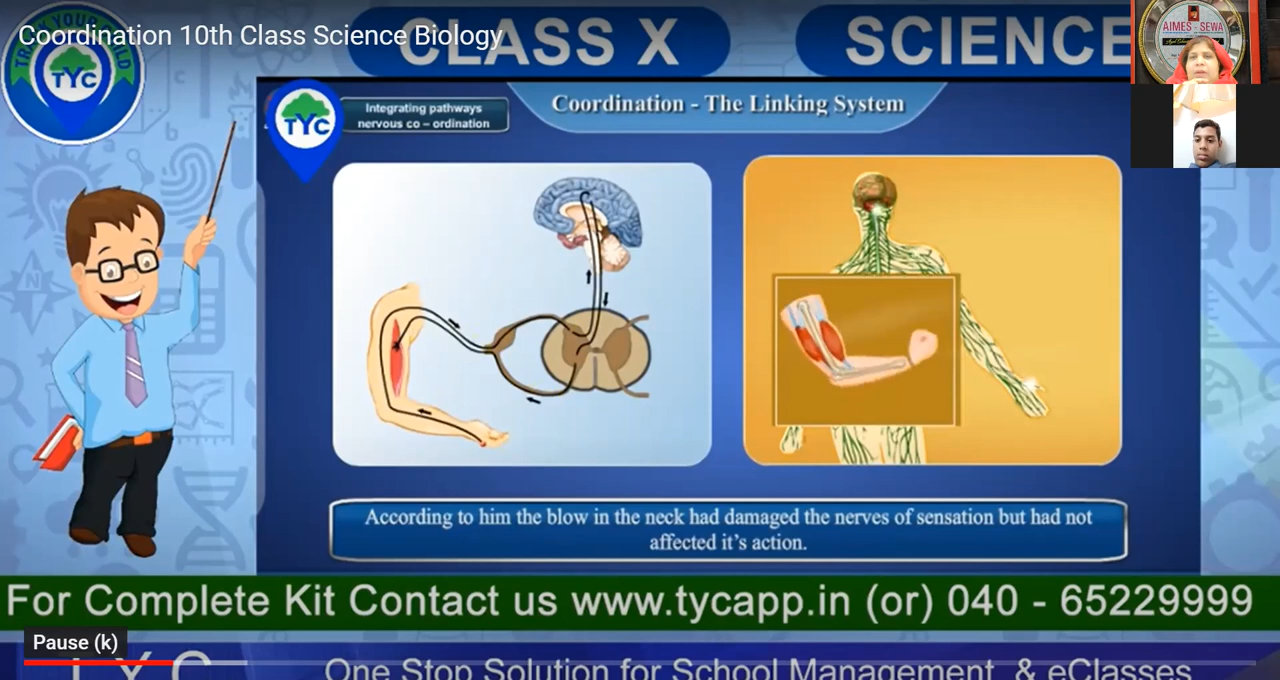 Coordination 10th Class Science Biology
CLASS X
SCIENCE
AIMES - SEWA
TYC
Integrating pathways
nervous co – ordination
TYC
Coordination - The Linking System
According to him the blow in the neck had damaged the nerves of sensation but had not
affected it's action.
For Complete Kit Contact us www.tycapp.in (or) 040 - 65229999
Pause (k)
TYC
One Stop Solution for School Management & eClasses